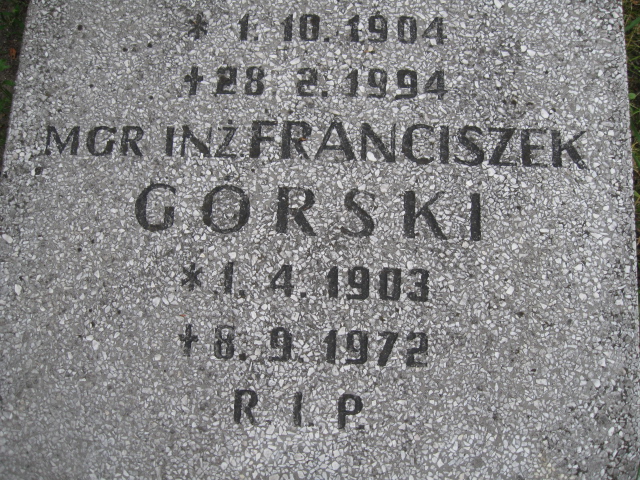 * 1.10.1904
† 28.2.1994
MGR INŻ.FRANCISZEK
GÓRSKI
* 1.4.1903
† 8.9.1972
R.I.P.